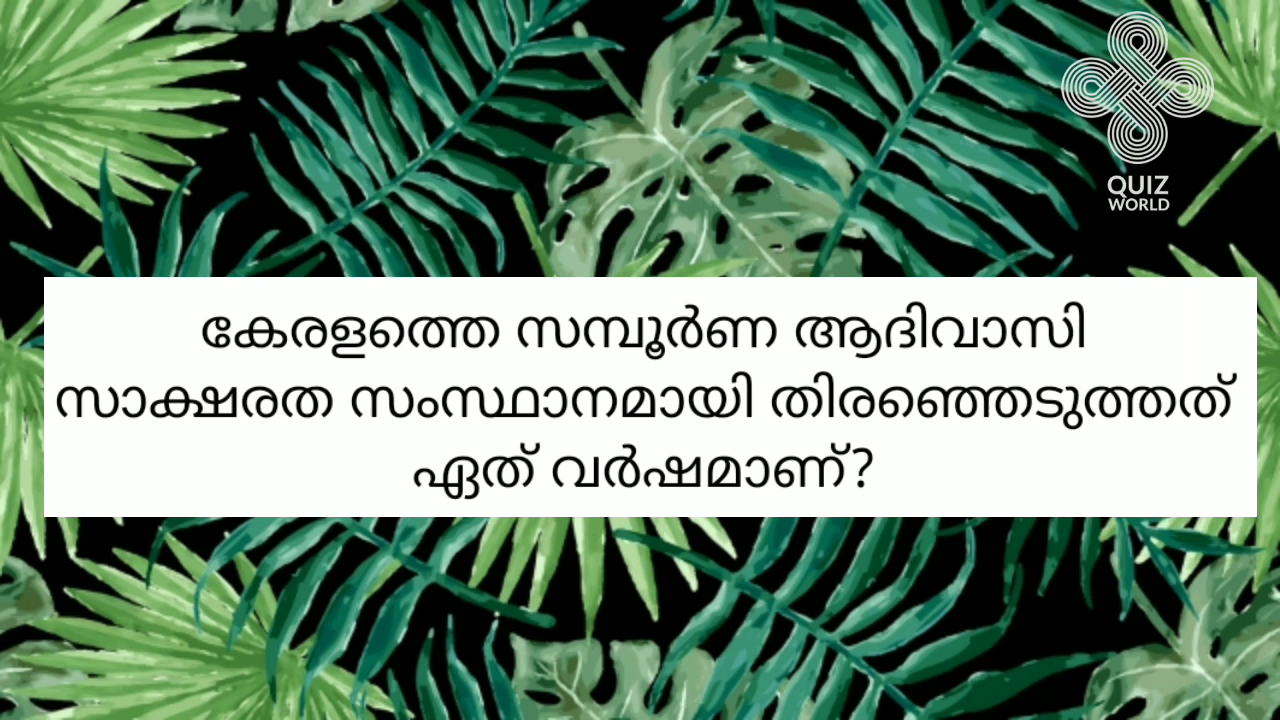 QUIZ
WORLD
കേരളത്തെ സമ്പൂർണ ആദിവാസി
സാക്ഷരത സംസ്ഥാനമായി തിരഞ്ഞെടുത്തത്
ഏത് വർഷമാണ്?